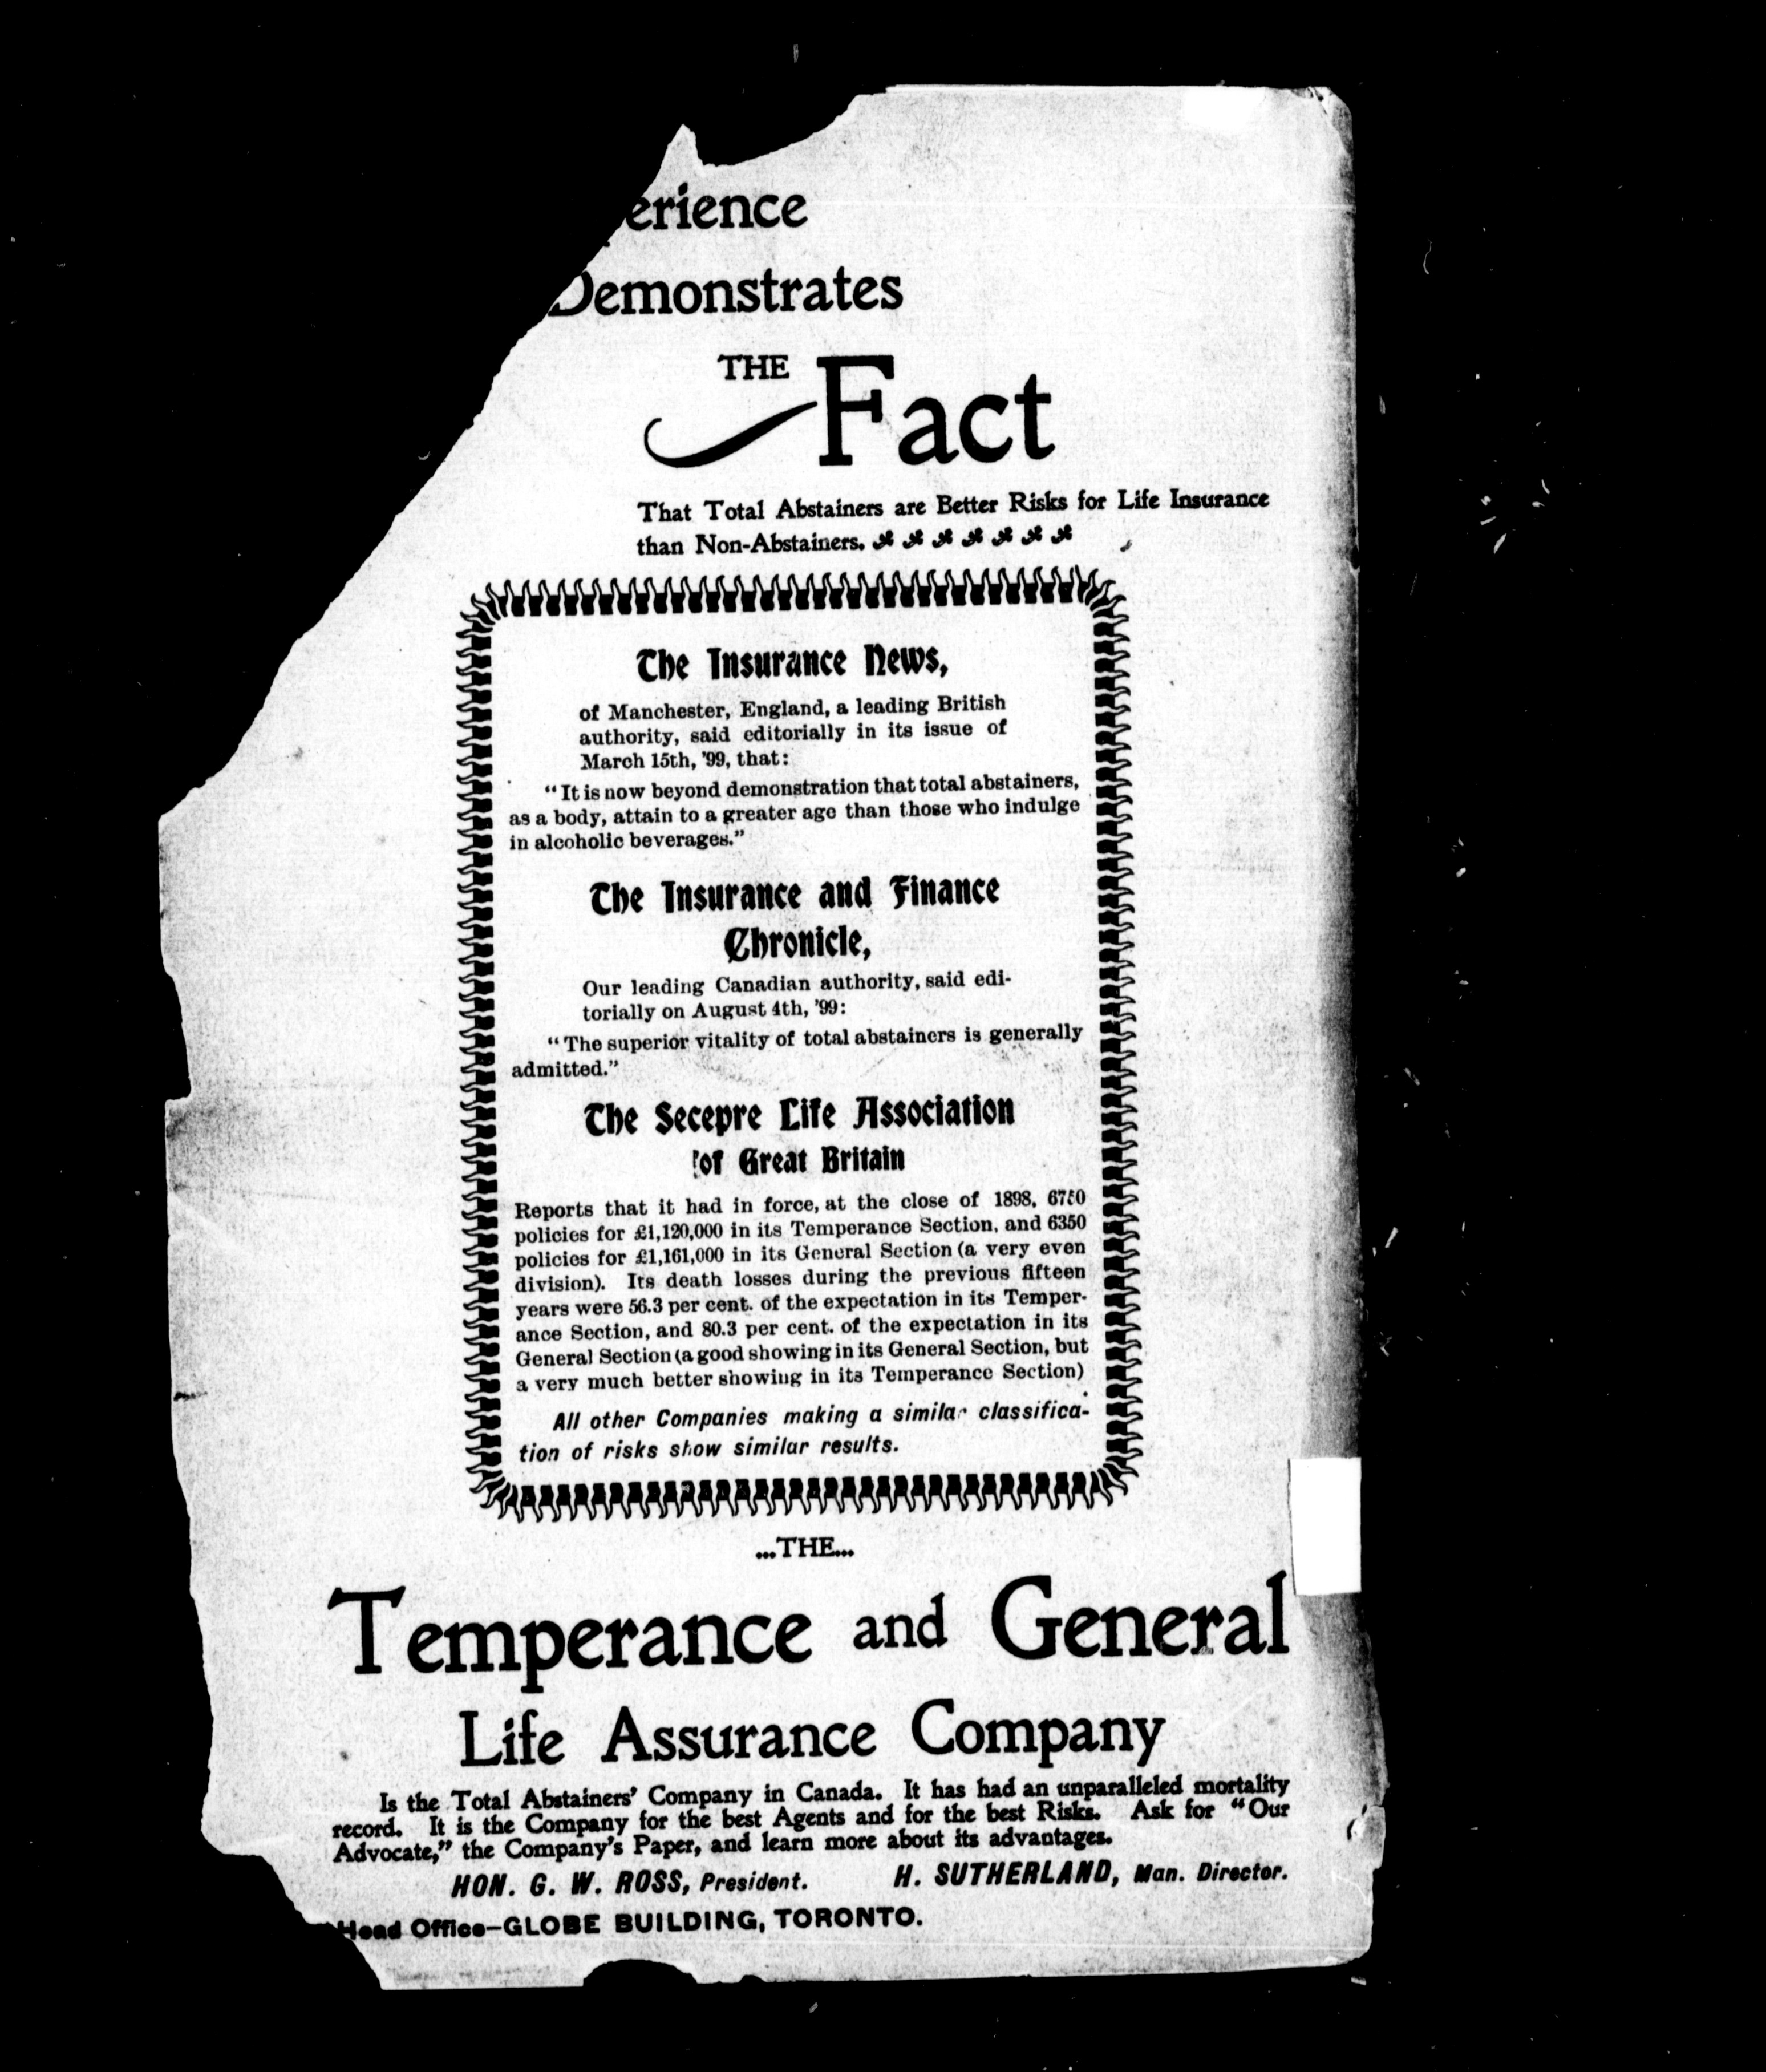 erience
Demonstrates
THE
Fact
That Total Abstainers are Better Risks for Life Insurance
than Non-Abstainers.
The Insurance News,
of Manchester, England, a leading British
authority, said editorially in its issue of
March 15th, '99, that:
"It is now beyond demonstration that total abstainers,
as a body, attain to a greater age than those who indulge
in alcoholic beverages."
The Insurance and Finance
Chronicle,
Our leading Canadian authority, said edi-
torially on August 4th, '99:
"The superior vitality of total abstainers is generally
admitted."
The Secepre Life Association
of Great Britain
Reports that it had in force, at the close of 1898,
policies for £1,120,000 in its Temperance Section, and 6350
policies for £1,161,000 in its General Section (a very even
division). Its death losses during the previous fifteen
years were 56.3 per cent. of the expectation in its Temper-
ance Section, and 80.3 per cent. of the expectation in its
General Section (a good showing in its General Section, but
a very much better showing in its Temperance Section)
All other Companies making a similar classifica-
tion of risks show similar results.
...THE...
Temperance and General
Life Assurance Company
Is the Total Abstainers' Company in Canada. It has had an unparalleled mortality
record. It is the Company for the best Agents and for the best Risks. Ask for "Our
Advocate," the Company's Paper, and learn more about its advantages.
HON. G. W. ROSS, President. H. SUTHERLAND, Man. Director.
Head Office—GLOBE BUILDING, TORONTO.